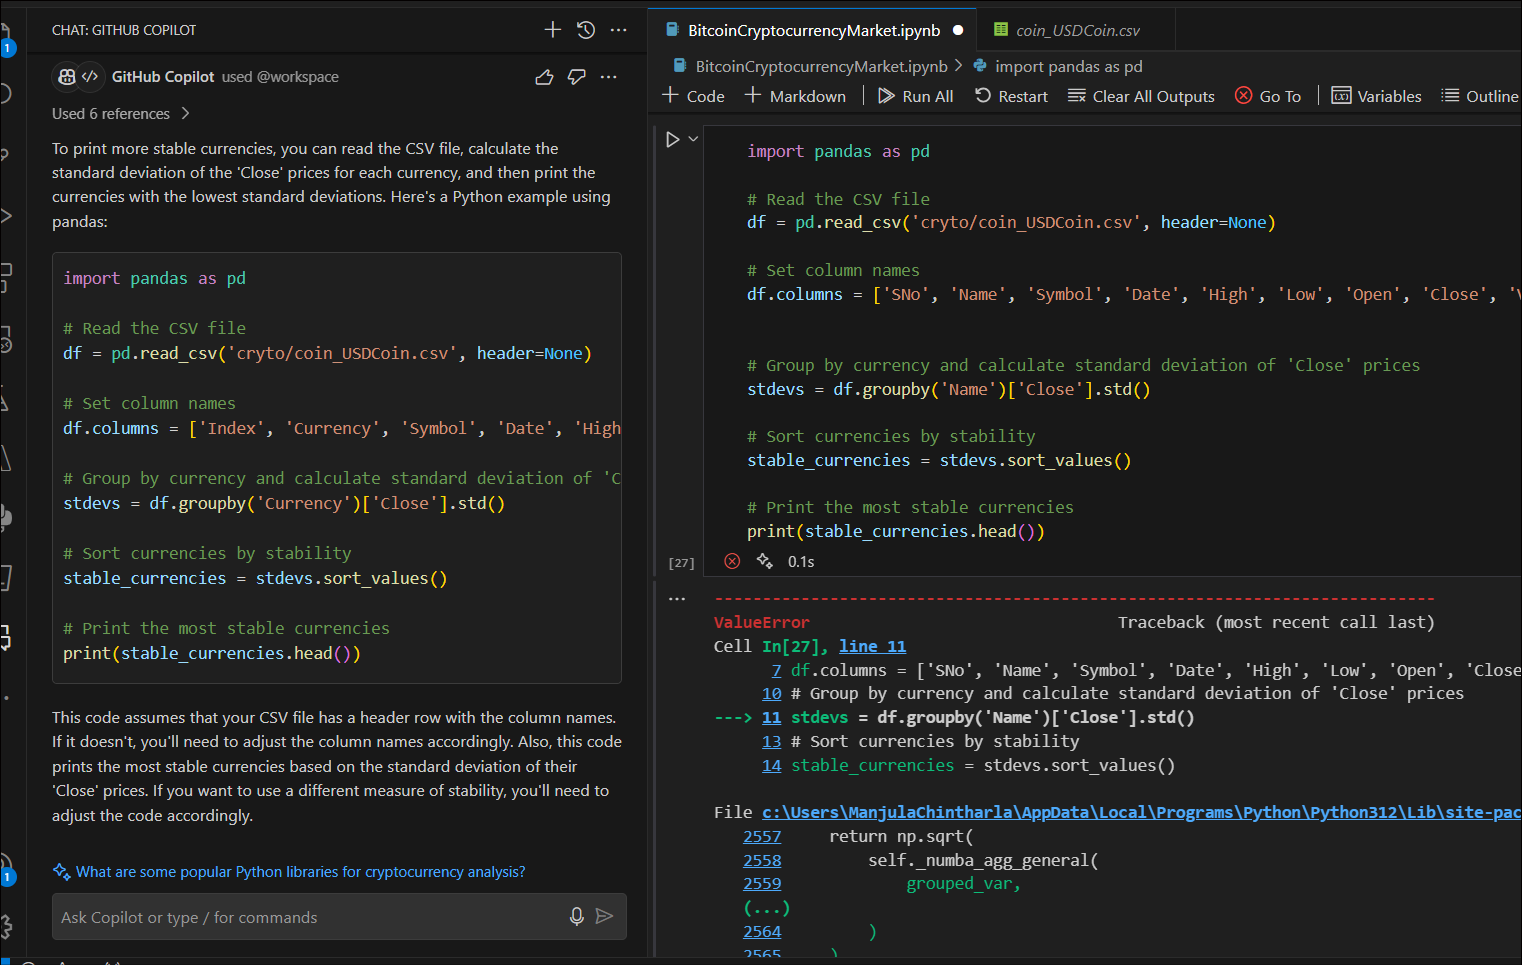 CHAT: GITHUB COPILOT
GitHub Copilot used @workspace
Used 6 references
To print more stable currencies, you can read the CSV file, calculate the
standard deviation of the 'Close' prices for each currency, and then print the
currencies with the lowest standard deviations. Here's a Python example using
pandas:
import pandas as pd
# Read the CSV file
df = pd.read_csv('cryto/coin_USDCoin.csv', header=None)
# Set column names
df.columns = ['Index', 'Currency', 'Symbol', 'Date', 'High
# Group by currency and calculate standard deviation of 'C
stdevs = df.groupby('Currency')['Close'].std()
# Sort currencies by stability
stable_currencies = stdevs.sort_values()
# Print the most stable currencies
print(stable_currencies.head())
This code assumes that your CSV file has a header row with the column names.
If it doesn't, you'll need to adjust the column names accordingly. Also, this code
prints the most stable currencies based on the standard deviation of their
'Close' prices. If you want to use a different measure of stability, you'll need to
adjust the code accordingly.
What are some popular Python libraries for cryptocurrency analysis?
Ask Copilot or type / for commands
1
1
BitcoinCryptocurrencyMarket.ipynb
coin_USDCoin.csv
BitcoinCryptocurrencyMarket.ipynb > import pandas as pd
+ Code + Markdown | Run All Restart Clear All Outputs Go To | Variables Outline
import pandas as pd
# Read the CSV file
df = pd.read_csv('cryto/coin_USDCoin.csv', header=None)
# Set column names
df.columns = ['SNo', 'Name', 'Symbol', 'Date', 'High', 'Low', 'Open', 'Close', '
# Group by currency and calculate standard deviation of 'Close' prices
stdevs = df.groupby('Name')['Close'].std()
# Sort currencies by stability
stable_currencies = stdevs.sort_values()
# Print the most stable currencies
print(stable_currencies.head())
[27] 0.1s
---------------------------------------------------------------------------
ValueError Traceback (most recent call last)
Cell In[27], line 11
7 df.columns = ['SNo', 'Name', 'Symbol', 'Date', 'High', 'Low', 'Open', 'Close
10 # Group by currency and calculate standard deviation of 'Close' prices
---> 11 stdevs = df.groupby('Name')['Close'].std()
13 # Sort currencies by stability
14 stable_currencies = stdevs.sort_values()
File c:\Users\ManjulaChintharla\AppData\Local\Programs\Python\Python312\Lib\site-pac
2557 return np.sqrt(
2558 self._numba_agg_general(
2559 grouped_var,
(...)
2564 )
2565 )